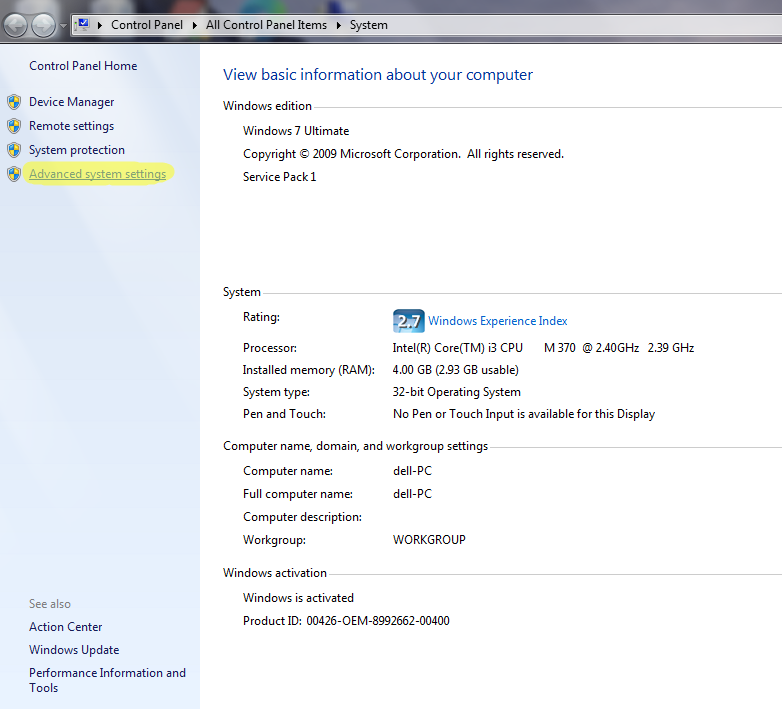 Control Panel ▸ All Control Panel Items ▸ System
Control Panel Home
Device Manager
Remote settings
System protection
Advanced system settings
See also
Action Center
Windows Update
Performance Information and
Tools
View basic information about your computer
Windows edition
Windows 7 Ultimate
Copyright © 2009 Microsoft Corporation.  All rights reserved.
Service Pack 1
System
Rating: 2,7 Windows Experience Index
Processor: Intel(R) Core(TM) i3 CPU M 370 @ 2.40GHz 2.39 GHz
Installed memory (RAM): 4.00 GB (2.93 GB usable)
System type: 32-bit Operating System
Pen and Touch: No Pen or Touch Input is available for this Display
Computer name, domain, and workgroup settings
Computer name: dell-PC
Full computer name: dell-PC
Computer description:
Workgroup: WORKGROUP
Windows activation
Windows is activated
Product ID: 00426-OEM-8992662-00400